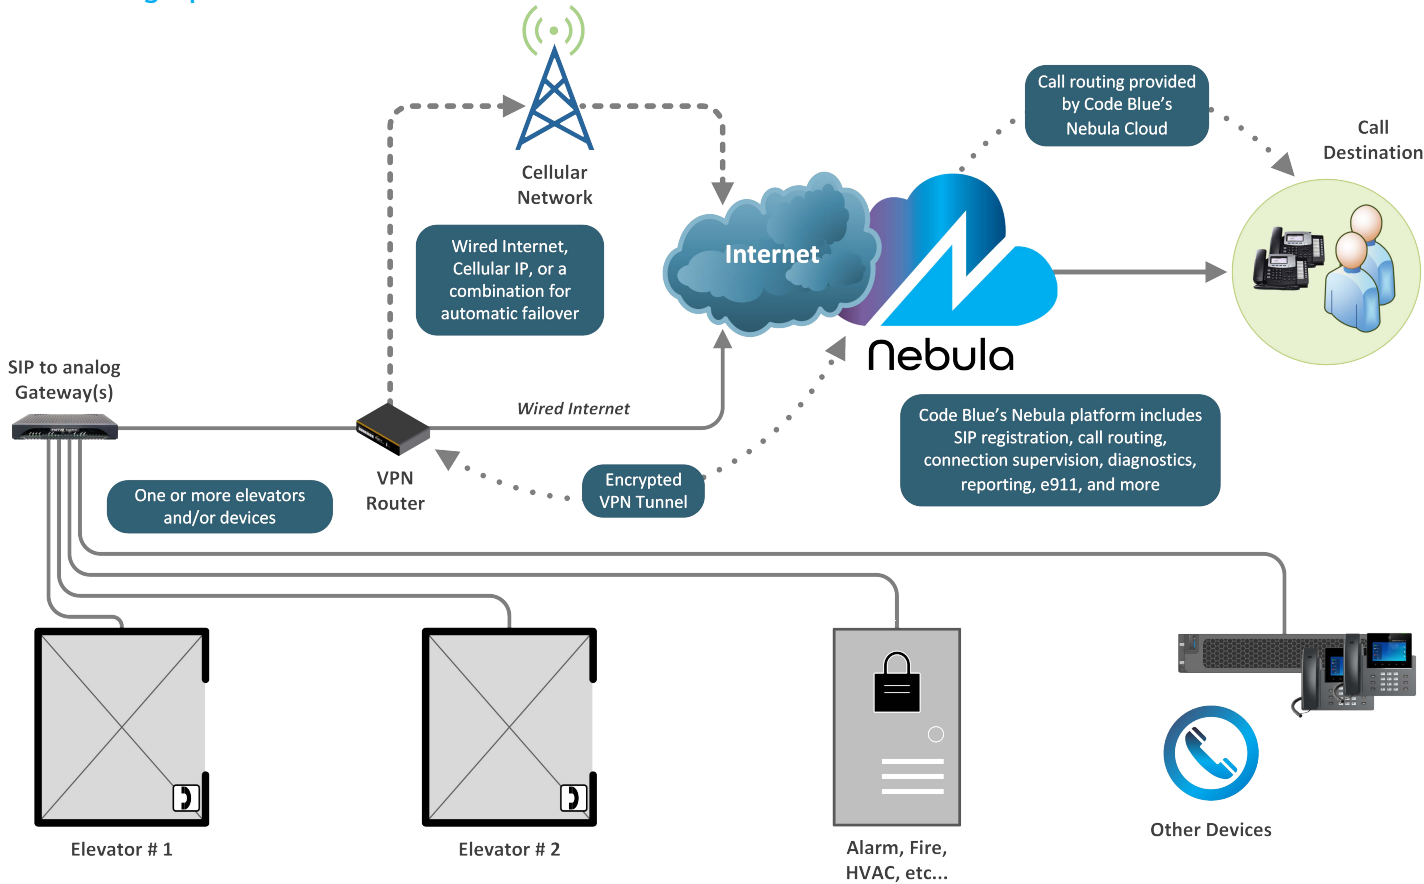 Call routing provided
by Code Blue's
Nebula Cloud
Call
Destination
Cellular
Network
Wired Internet,
Cellular IP, or a
combination for
automatic failover
Internet
nebula
SIP to analog
Gateway(s)
Wired Internet
Code Blue's Nebula platform includes
SIP registration, call routing,
connection supervision, diagnostics,
reporting, e911, and more
VPN
Router
Encrypted
VPN Tunnel
One or more elevators
and/or devices
Elevator # 1
Elevator # 2
Alarm, Fire,
HVAC, etc...
Other Devices